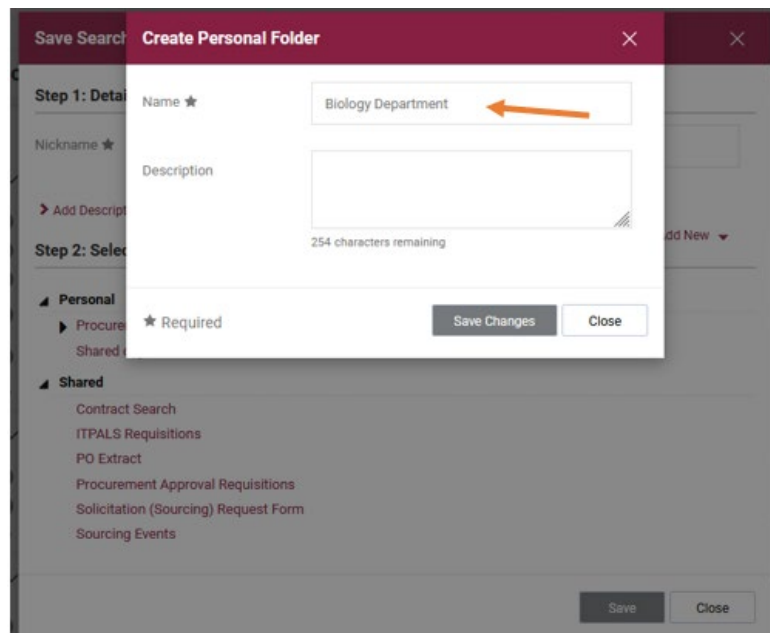 Save Search
Create Personal Folder
Step 1: Detai
Name ★
Biology Department
Nickname ★
Description
Add Descript
254 characters remaining
dd New
Step 2: Selec
Personal
Procure
★ Required
Save Changes
Close
Shared
Shared
Contract Search
ITPALS Requisitions
PO Extract
Procurement Approval Requisitions
Solicitation (Sourcing) Request Form
Sourcing Events
Save
Close